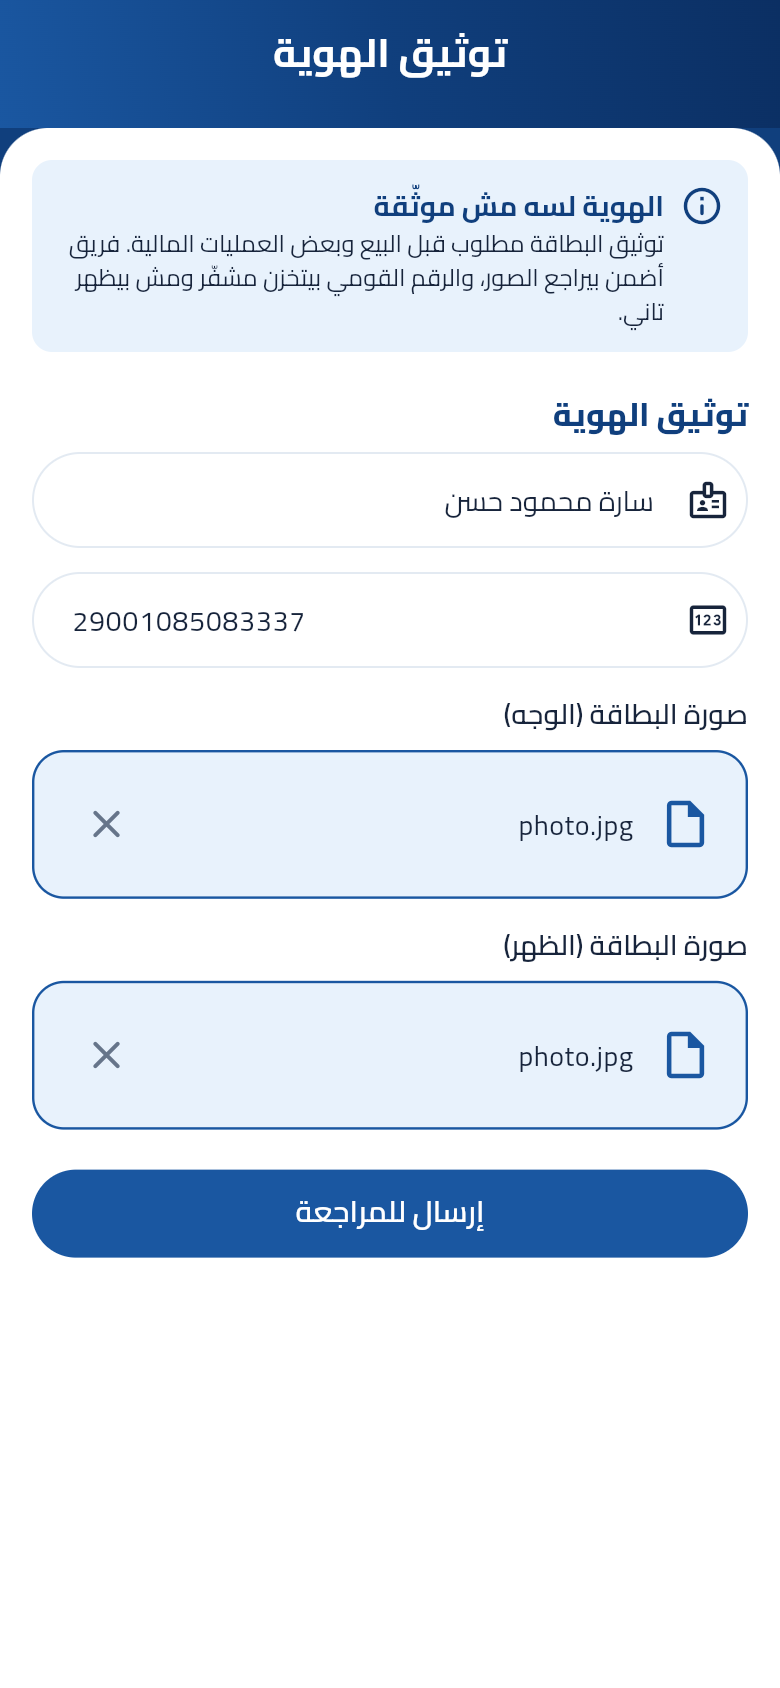 توثيق الهوية
الهوية لسه مش موثّقة
توثيق البطاقة مطلوب قبل البيع وبعض العمليات المالية. فريق
أضمن بيراجع الصور، والرقم القومي بيتخزن مشفّر ومش بيظهر
تاني.
توثيق الهوية
سارة محمود حسن
123
29001085083337
صورة البطاقة (الوجه)
photo.jpg
صورة البطاقة (الظهر)
photo.jpg
إرسال للمراجعة